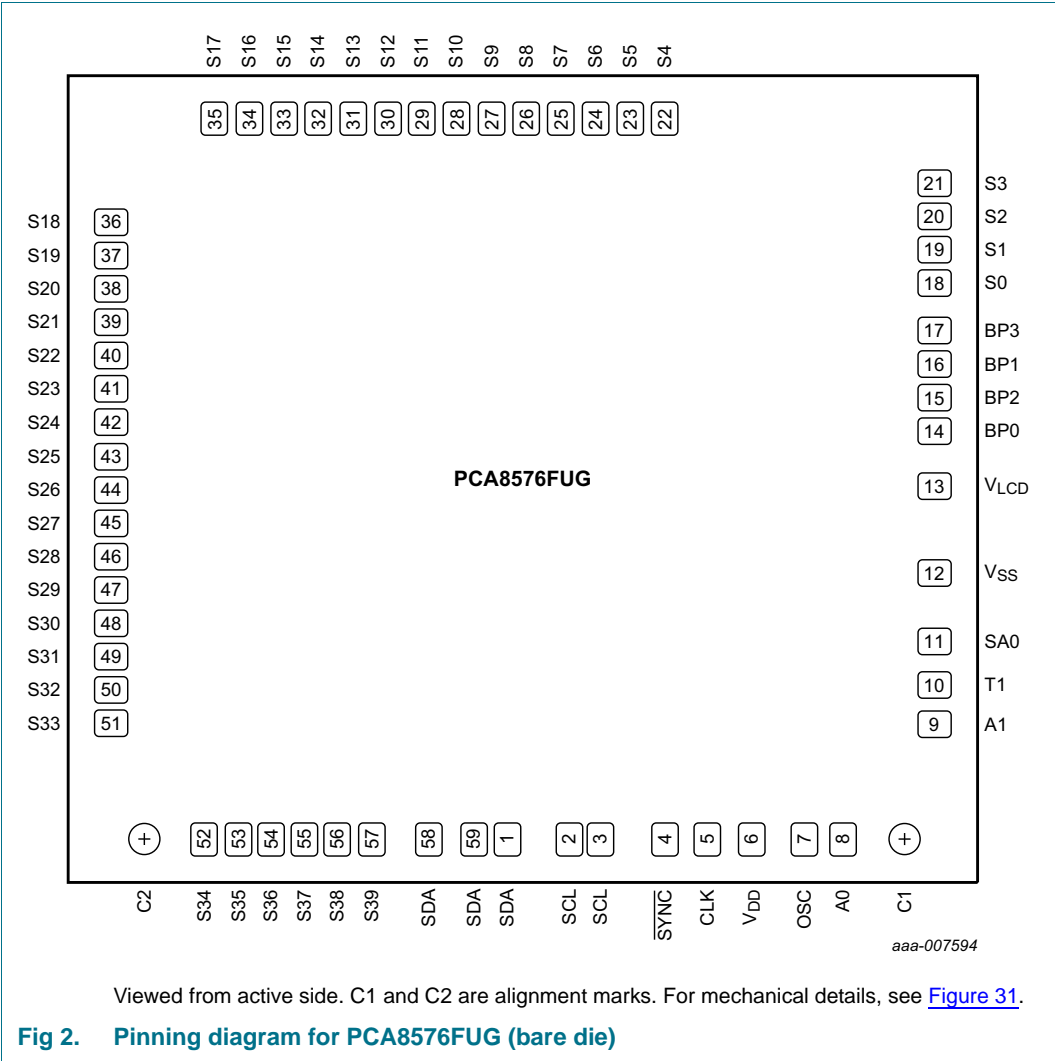 S17 S16 S15 S14 S13 S12 S11 S10 S9 S8 S7 S6 S5 S4
35 34 33 32 31 30 29 28 27 26 25 24 23 22
21 S3
S18 36 20 S2
S19 37 19 S1
S20 38 18 S0
S21 39 17 BP3
S22 40 16 BP1
S23 41 15 BP2
S24 42 14 BP0
S25 43
PCA8576FUG
S26 44 13 VLCD
S27 45
S28 46 12 VSS
S29 47
S30 48 11 SA0
S31 49
S32 50 10 T1
S33 51 9 A1
52 53 54 55 56 57 58 59 1 2 3 4 5 6 7 8
C2 S34 S35 S36 S37 S38 S39 SDA SDA SDA SCL SCL SYNC CLK VDD OSC A0 C1
aaa-007594
Viewed from active side. C1 and C2 are alignment marks. For mechanical details, see Figure 31.
Fig 2. Pinning diagram for PCA8576FUG (bare die)